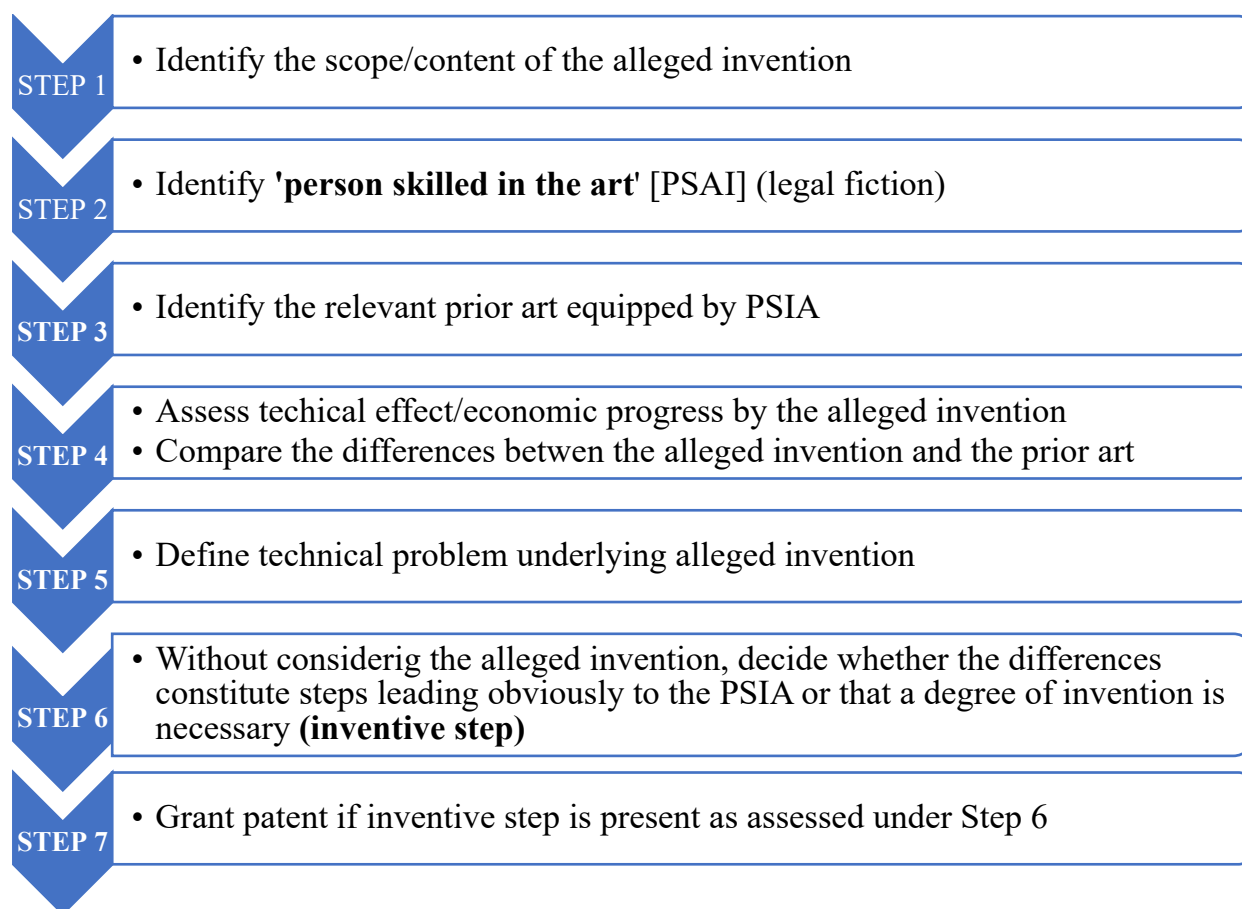 STEP 1
• Identify the scope/content of the alleged invention
STEP 2
• Identify 'person skilled in the art' [PSAI] (legal fiction)
STEP 3
• Identify the relevant prior art equipped by PSIA
STEP 4
• Assess techical effect/economic progress by the alleged invention
• Compare the differences betwen the alleged invention and the prior art
STEP 5
• Define technical problem underlying alleged invention
STEP 6
• Without considerig the alleged invention, decide whether the differences
constitute steps leading obviously to the PSIA or that a degree of invention is
necessary (inventive step)
STEP 7
• Grant patent if inventive step is present as assessed under Step 6